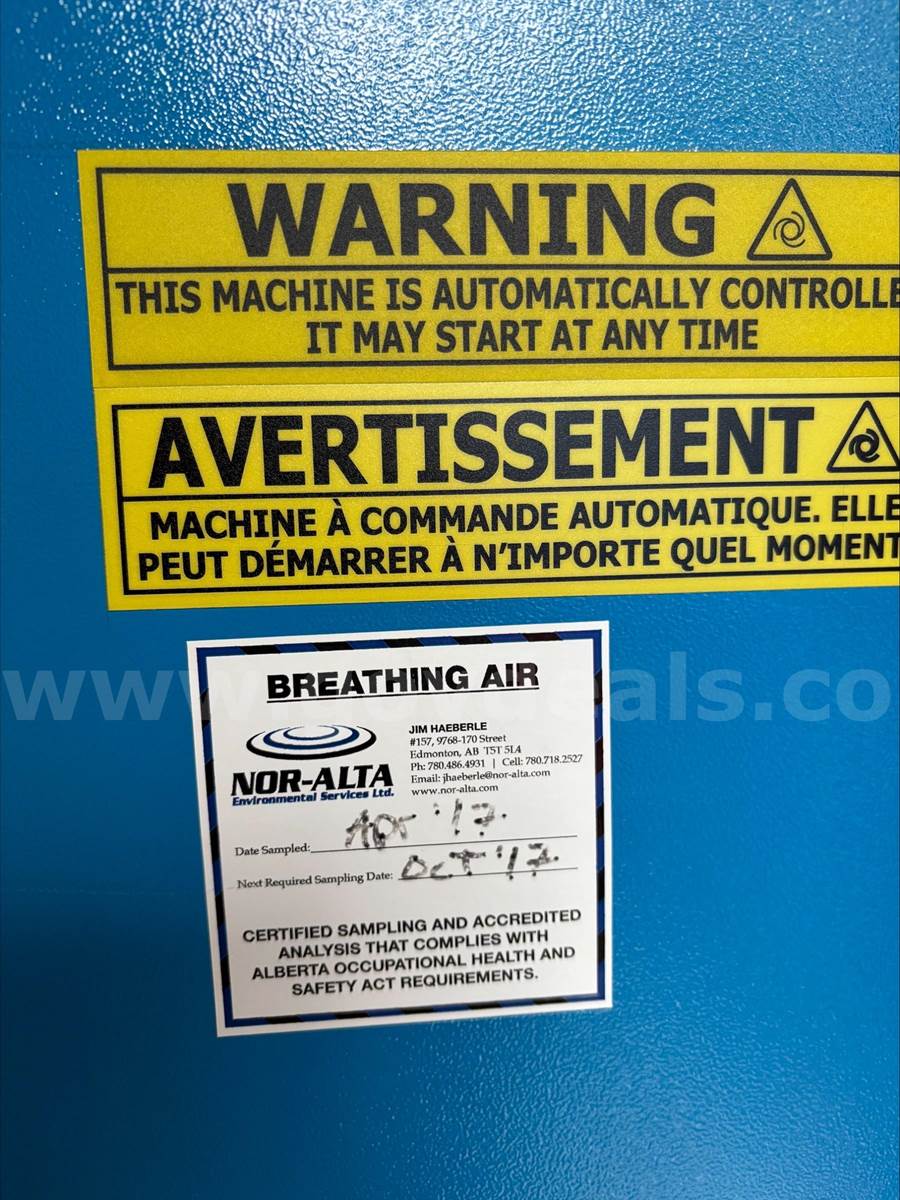 WARNING
THIS MACHINE IS AUTOMATICALLY CONTROLLE
IT MAY START AT ANY TIME
AVERTISSEMENT
MACHINE À COMMANDE AUTOMATIQUE. ELLE
PEUT DÉMARRER À N'IMPORTE QUEL MOMENT
BREATHING AIR
NOR-ALTA
Environmental Services Ltd.
JIM HAEBERLE
#157, 9768-170 Street
Edmonton, AB T5T 5L4
Ph: 780.486.4931 | Cell: 780.718.2527
Email: jhaeberle@nor-alta.com
www.nor-alta.com
Date Sampled: Apr '17.
Next Required Sampling Date: OCT '17.
CERTIFIED SAMPLING AND ACCREDITED
ANALYSIS THAT COMPLIES WITH
ALBERTA OCCUPATIONAL HEALTH AND
SAFETY ACT REQUIREMENTS.